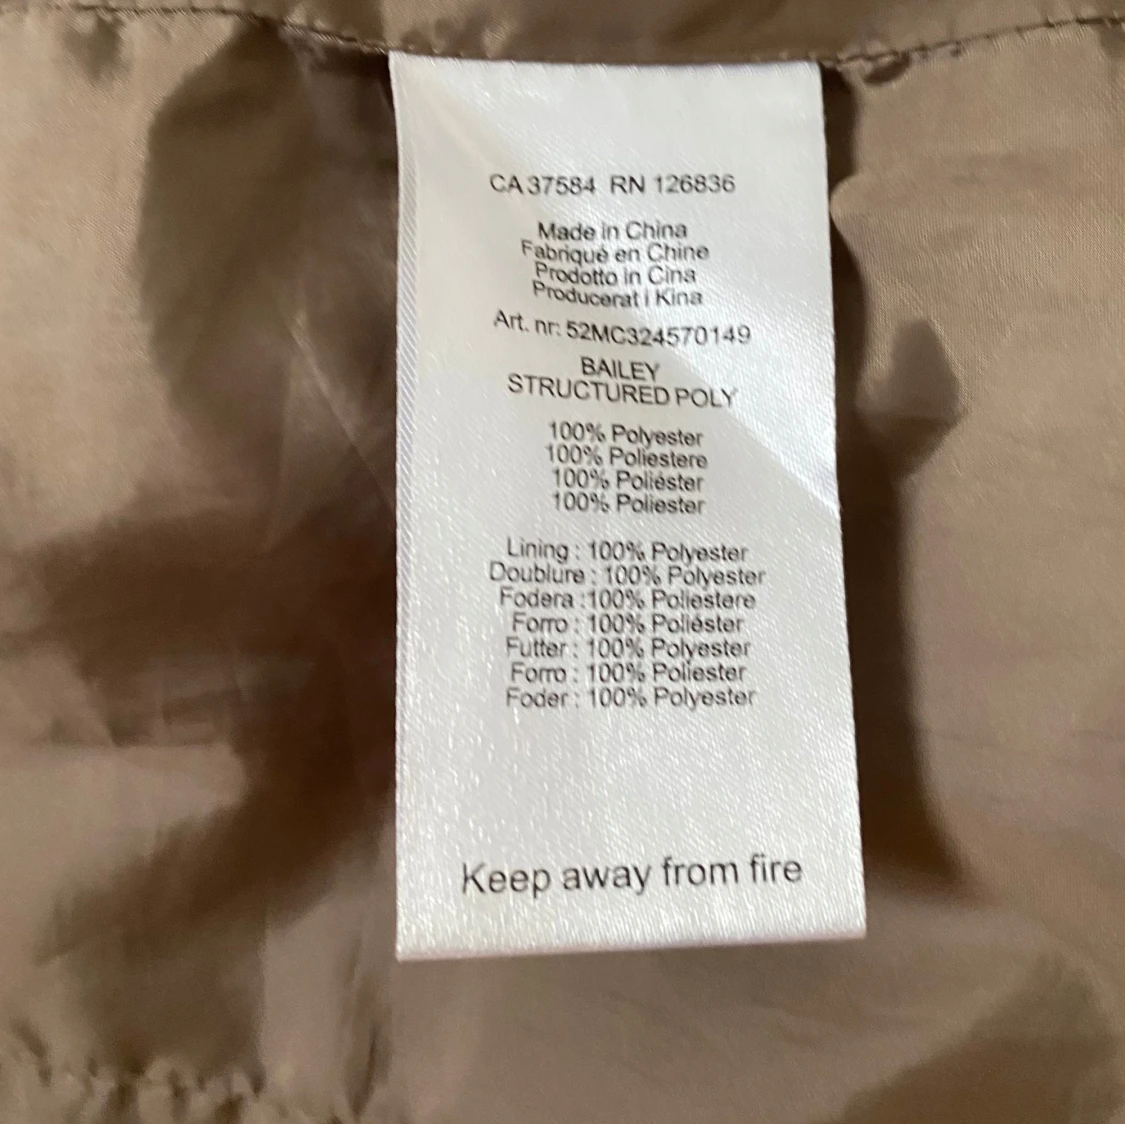 CA 37584 RN 126836
Made in China
Fabriqué en Chine
Prodotto in Cina
Producerat i Kina
Art. nr: 52MC324570149
BAILEY
STRUCTURED POLY
100% Polyester
100% Poliestere
100% Poliéster
100% Poliester
Lining : 100% Polyester
Doublure : 100% Polyester
Fodera :100% Poliestere
Forro : 100% Poliéster
Futter : 100% Polyester
Forro : 100% Poliester
Foder : 100% Polyester
Keep away from fire